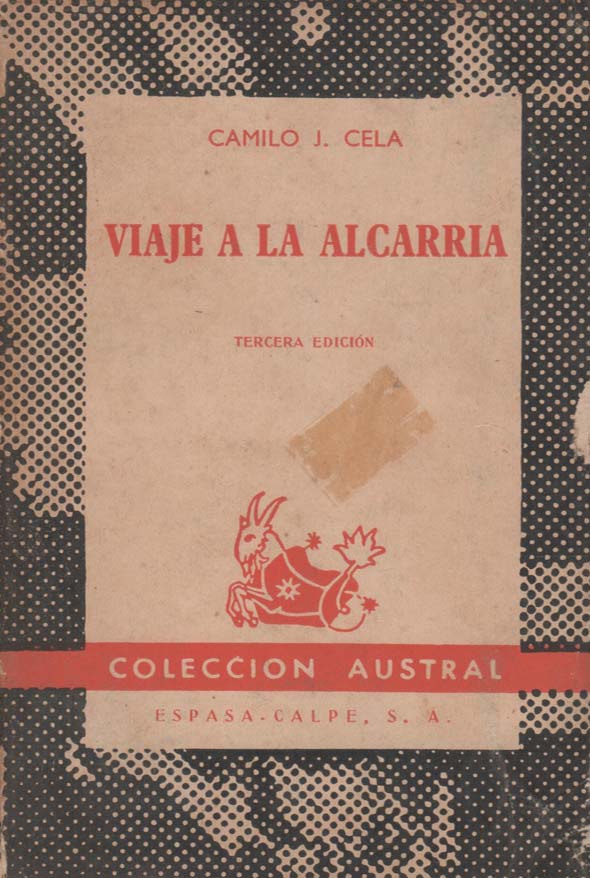 CAMILO J. CELA
VIAJE A LA ALCARRIA
TERCERA EDICIÓN
COLECCION AUSTRAL
ESPASA-CALPE, S. A.